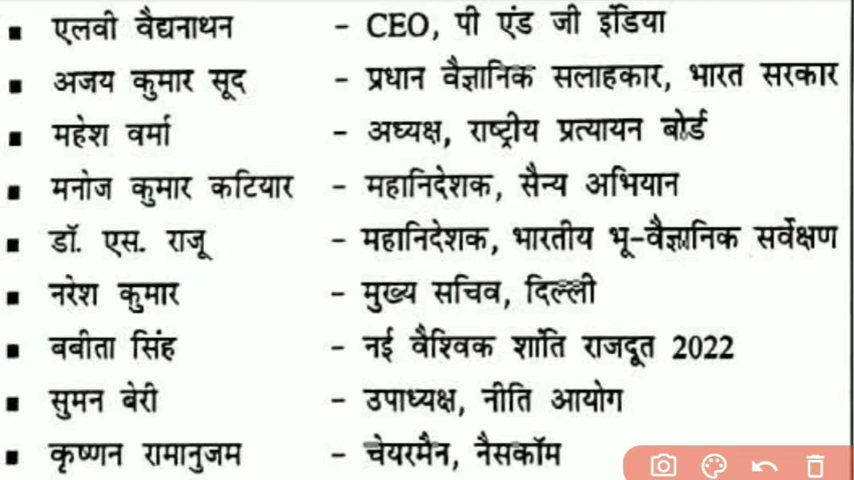 ▪ एलवी वैद्यनाथन – CEO, पी एंड जी इंडिया
▪ अजय कुमार सूद – प्रधान वैज्ञानिक सलाहकार, भारत सरकार
▪ महेश वर्मा – अध्यक्ष, राष्ट्रीय प्रत्यायन बोर्ड
▪ मनोज कुमार कटियार – महानिदेशक, सैन्य अभियान
▪ डॉ. एस. राजू – महानिदेशक, भारतीय भू-वैज्ञानिक सर्वेक्षण
▪ नरेश कुमार – मुख्य सचिव, दिल्ली
▪ बबीता सिंह – नई वैश्विक शांति राजदूत 2022
▪ सुमन बेरी – उपाध्यक्ष, नीति आयोग
▪ कृष्णन रामानुजम – चेयरमैन, नैसकॉम